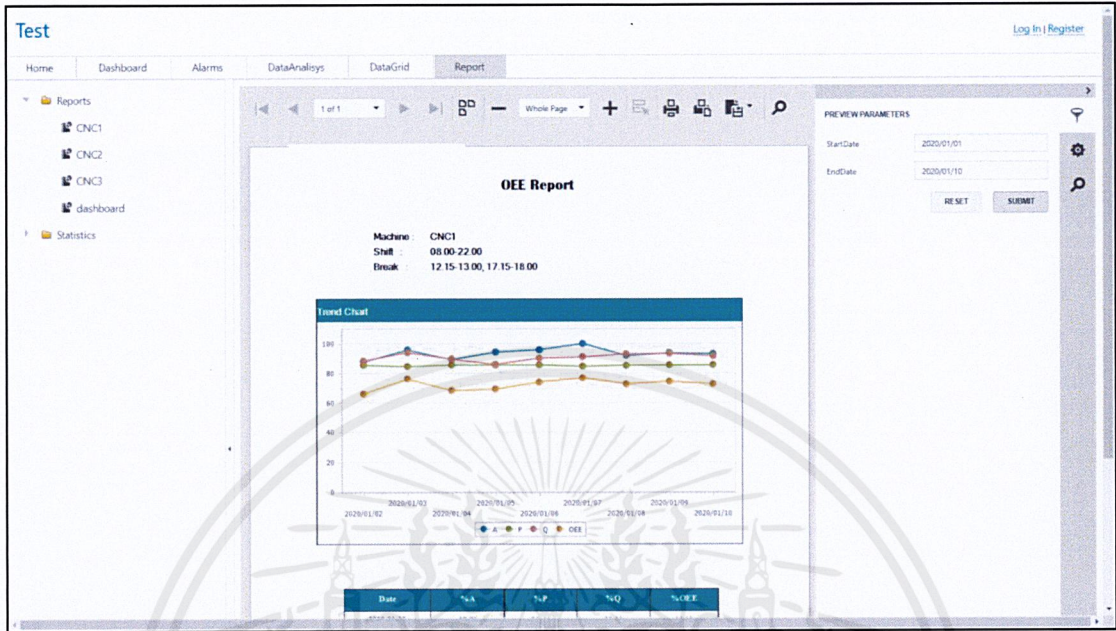 Test
Log In | Register
Home Dashboard Alarms DataAnalisys DataGrid Report
Reports
CNC1
CNC2
CNC3
dashboard
Statistics
1 of 1 Whole Page
PREVIEW PARAMETERS
StartDate 2020/01/01
EndDate 2020/01/10
RESET SUBMIT
OEE Report
Machine : CNC1
Shift : 08.00-22.00
Break : 12.15-13.00, 17.15-18.00
Trend Chart
100
80
60
40
20
0
2020/01/03 2020/01/05 2020/01/07 2020/01/09
2020/01/02 2020/01/04 2020/01/06 2020/01/08 2020/01/10
A P Q OEE
Date %A %P %Q %OEE